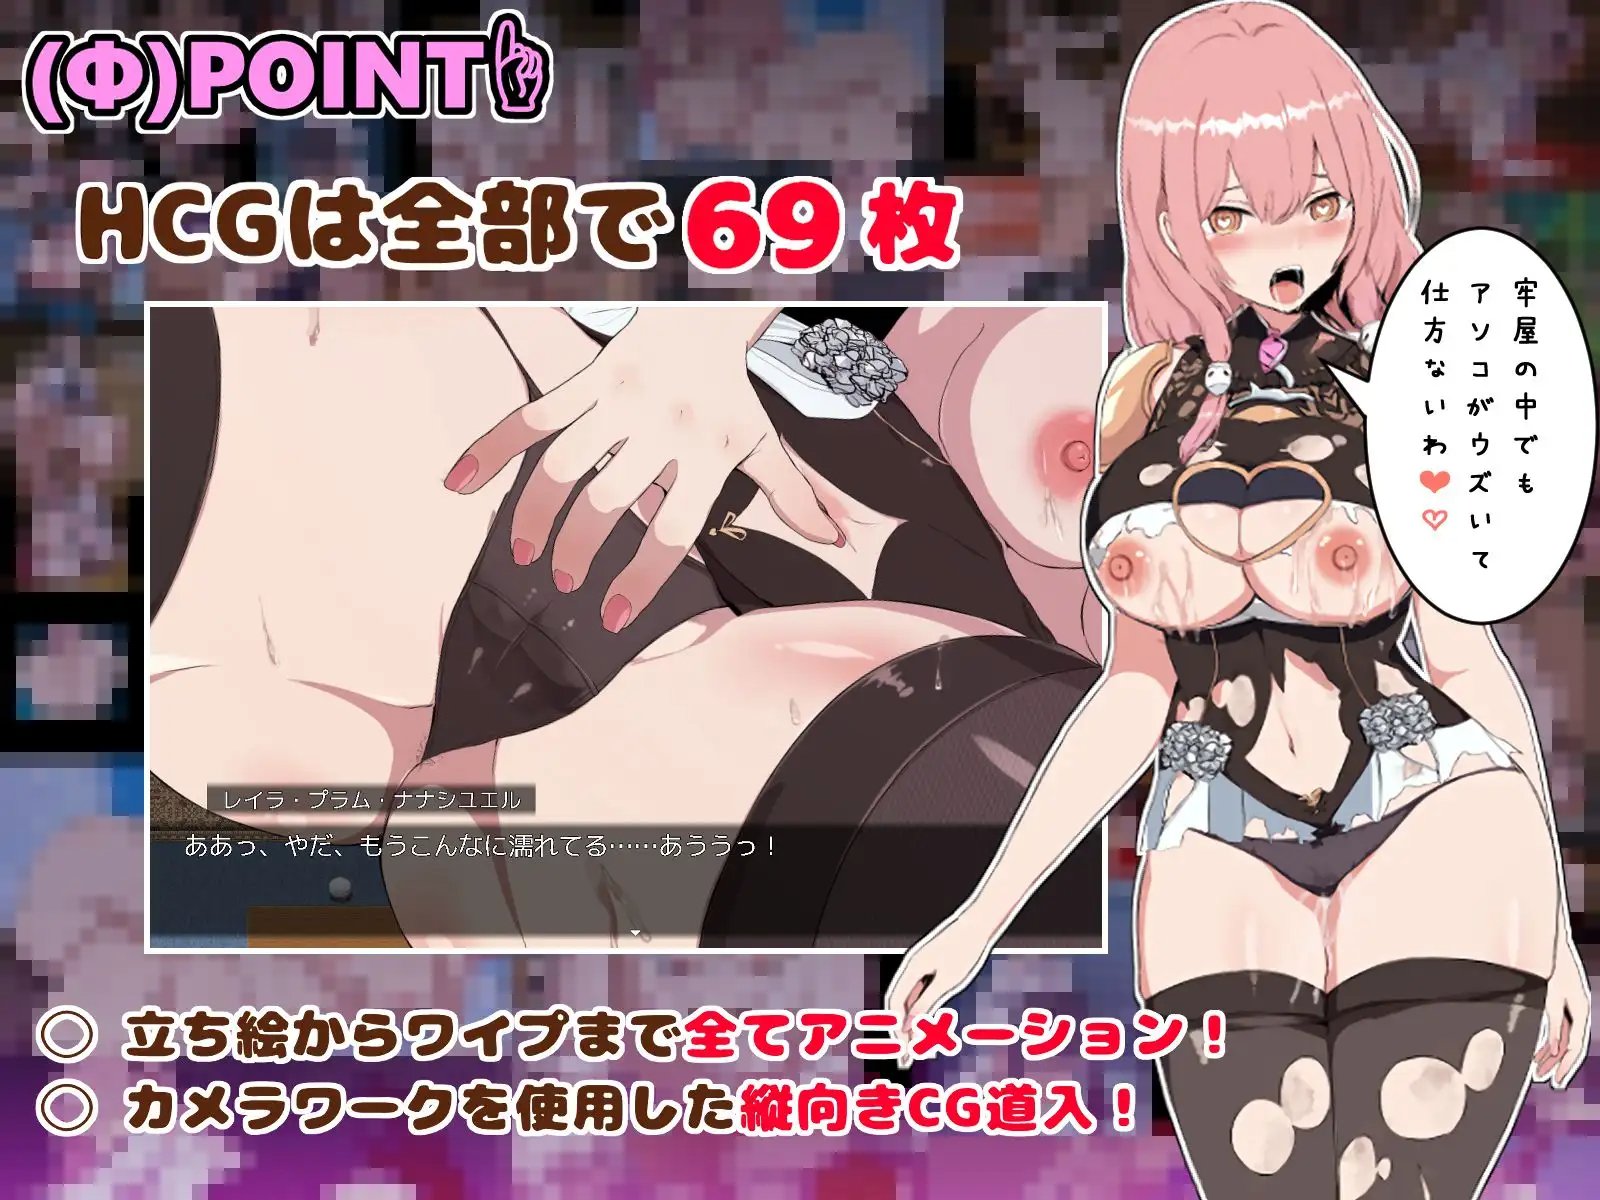 (Φ)POINT
HCGは全部で69枚
牢屋の中でも
アソコがウズいて
仕方ないわ♥♡
レイラ・プラム・ナナシユエル
ああっ、やだ、もうこんなに濡れてる……あううっ！
◎ 立ち絵からワイプまで全てアニメーション！
◎ カメラワークを使用した縦向きCG道入！